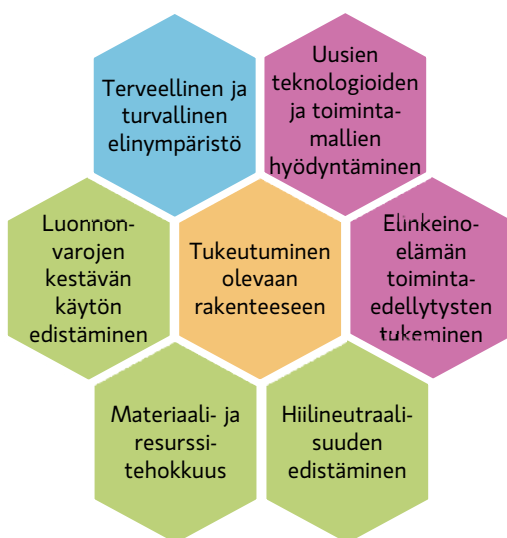 Terveellinen ja
turvallinen
elinympäristö
Uusien
teknologioiden
ja toiminta-
mallien
hyödyntäminen
Luonnon-
varojen
kestävän
käytön
edistäminen
Tukeutuminen
olevaan
rakenteeseen
Elinkeino-
elämän
toiminta-
edellytysten
tukeminen
Materiaali- ja
resurssi-
tehokkuus
Hiilineutraali-
suuden
edistäminen